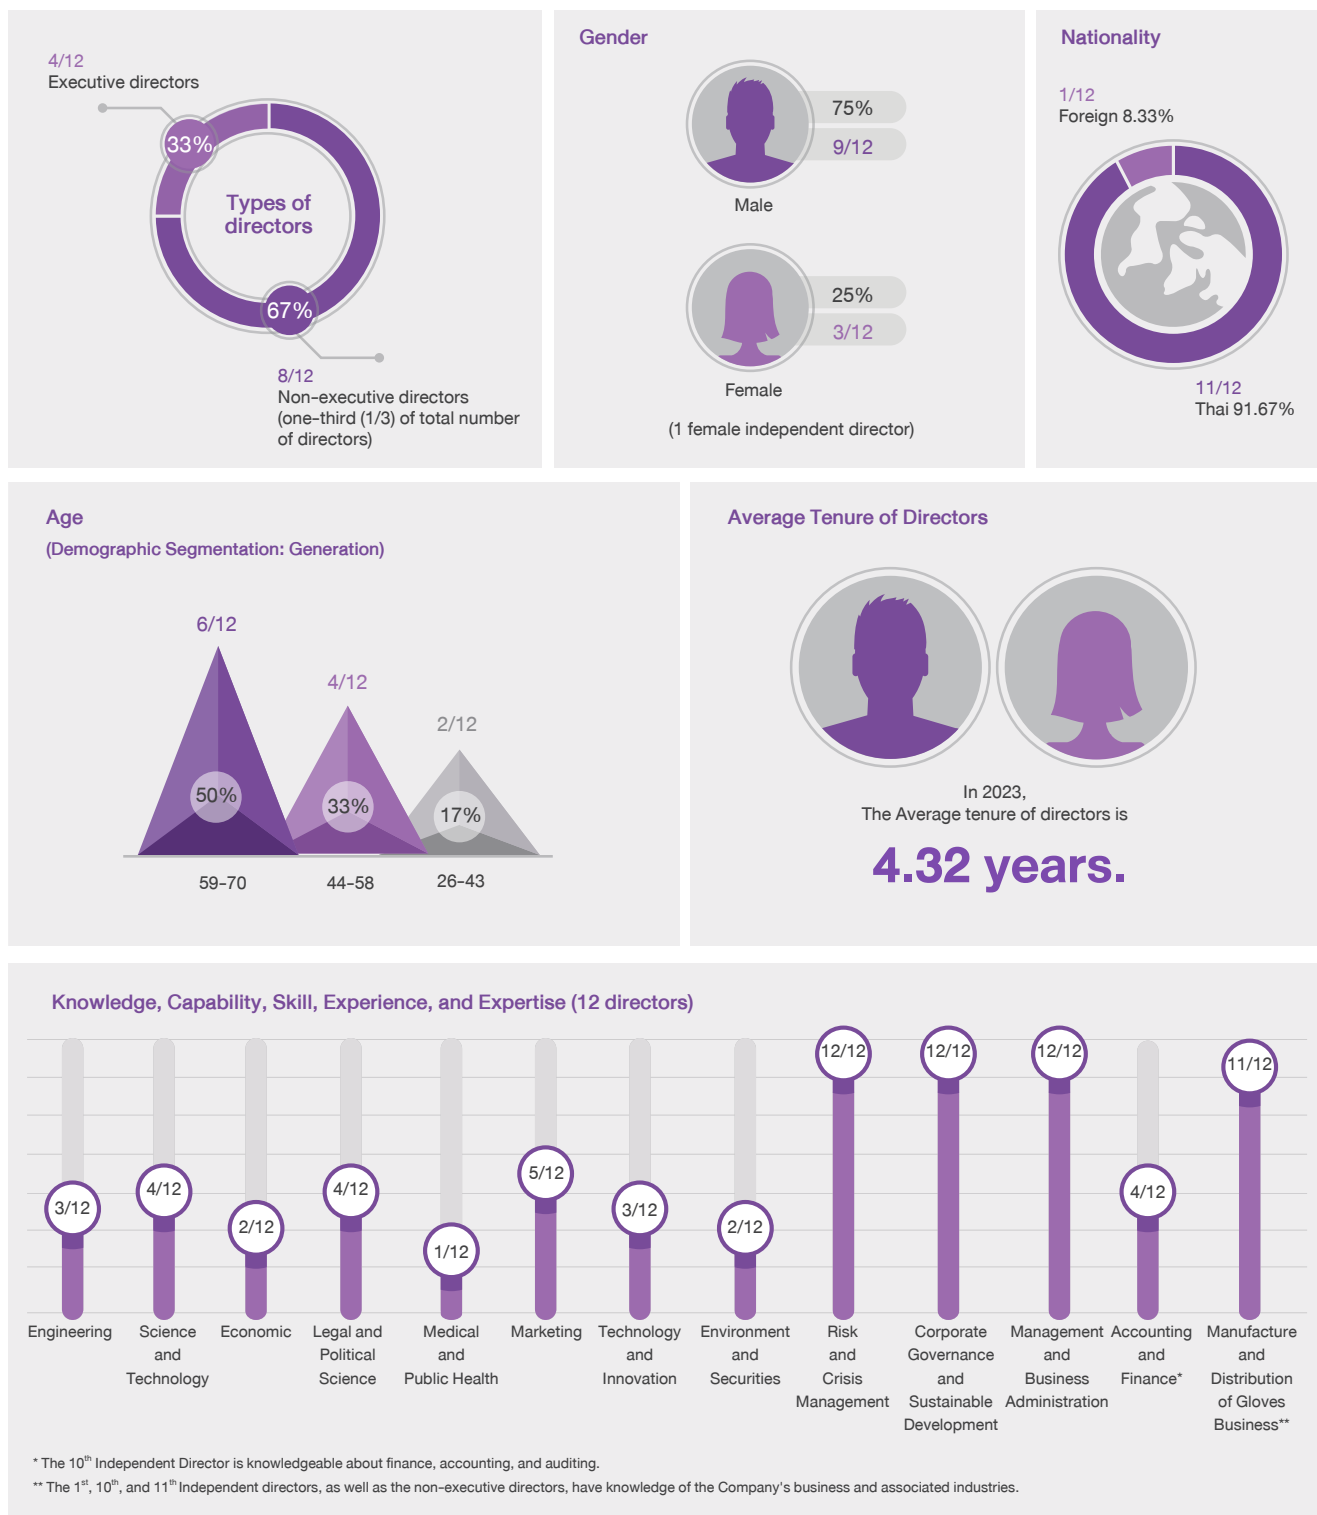 4/12
Executive directors
33%
Types of
directors
67%
8/12
Non-executive directors
(one-third (1/3) of total number
of directors)
Gender
75%
9/12
Male
25%
3/12
Female
(1 female independent director)
Nationality
1/12
Foreign 8.33%
11/12
Thai 91.67%
Age
(Demographic Segmentation: Generation)
6/12
4/12
2/12
50%
33%
17%
59-70
44-58
26-43
Average Tenure of Directors
In 2023,
The Average tenure of directors is
4.32 years.
Knowledge, Capability, Skill, Experience, and Expertise (12 directors)
3/12
Engineering
4/12
Science
and
Technology
2/12
Economic
4/12
Legal and
Political
Science
1/12
Medical
and
Public Health
5/12
Marketing
3/12
Technology
and
Innovation
2/12
Environment
and
Securities
12/12
Risk
and
Crisis
Management
12/12
Corporate
Governance
and
Sustainable
Development
12/12
Management
and
Business
Administration
4/12
Accounting
and
Finance*
11/12
Manufacture
and
Distribution
of Gloves
Business**
* The 10th Independent Director is knowledgeable about finance, accounting, and auditing.
** The 1st, 10th, and 11th Independent directors, as well as the non-executive directors, have knowledge of the Company's business and associated industries.